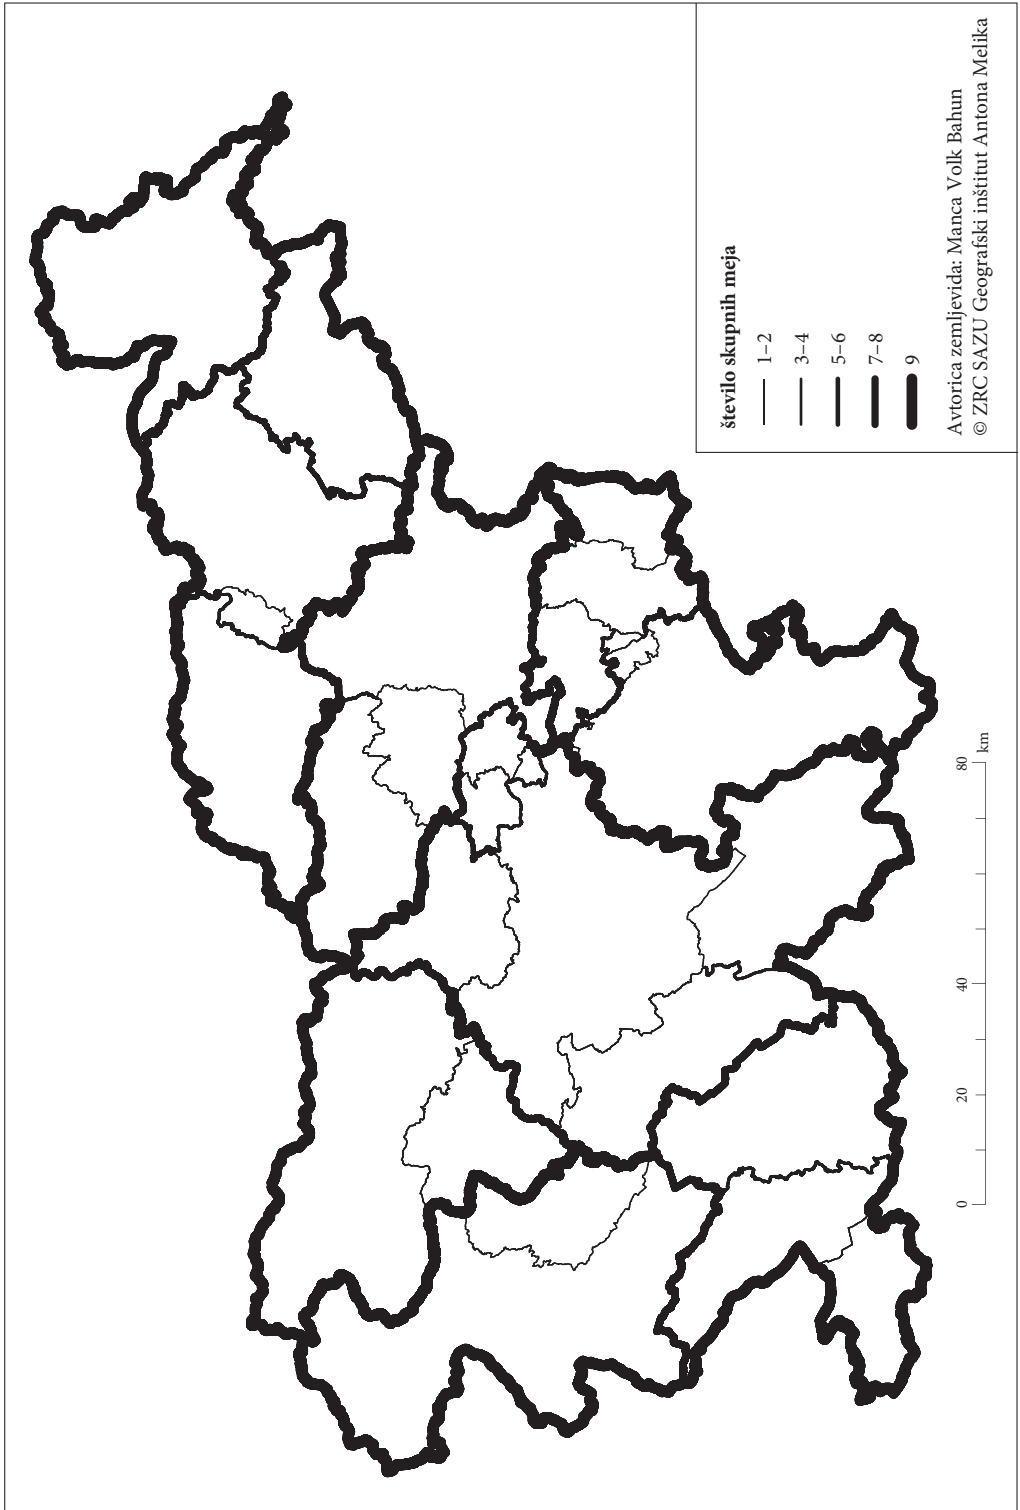 število skupnih meja
1–2
3–4
5–6
7–8
9
Avtorica zemljevida: Manca Volk Bahun
© ZRC SAZU Geografski inštitut Antona Melika
0
20
40
80
km